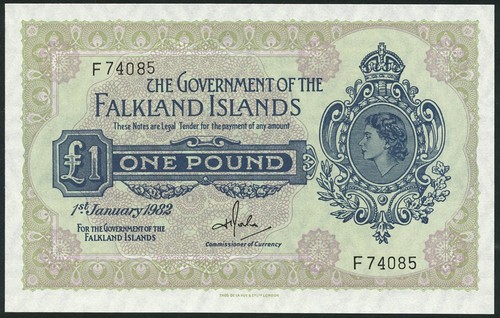 F 74085
THE GOVERNMENT OF THE
FALKLAND ISLANDS
These Notes are Legal Tender for the payment of any amount
£1 ONE POUND
1st January 1982
FOR THE GOVERNMENT OF THE
FALKLAND ISLANDS
Commissioner of Currency
F 74085